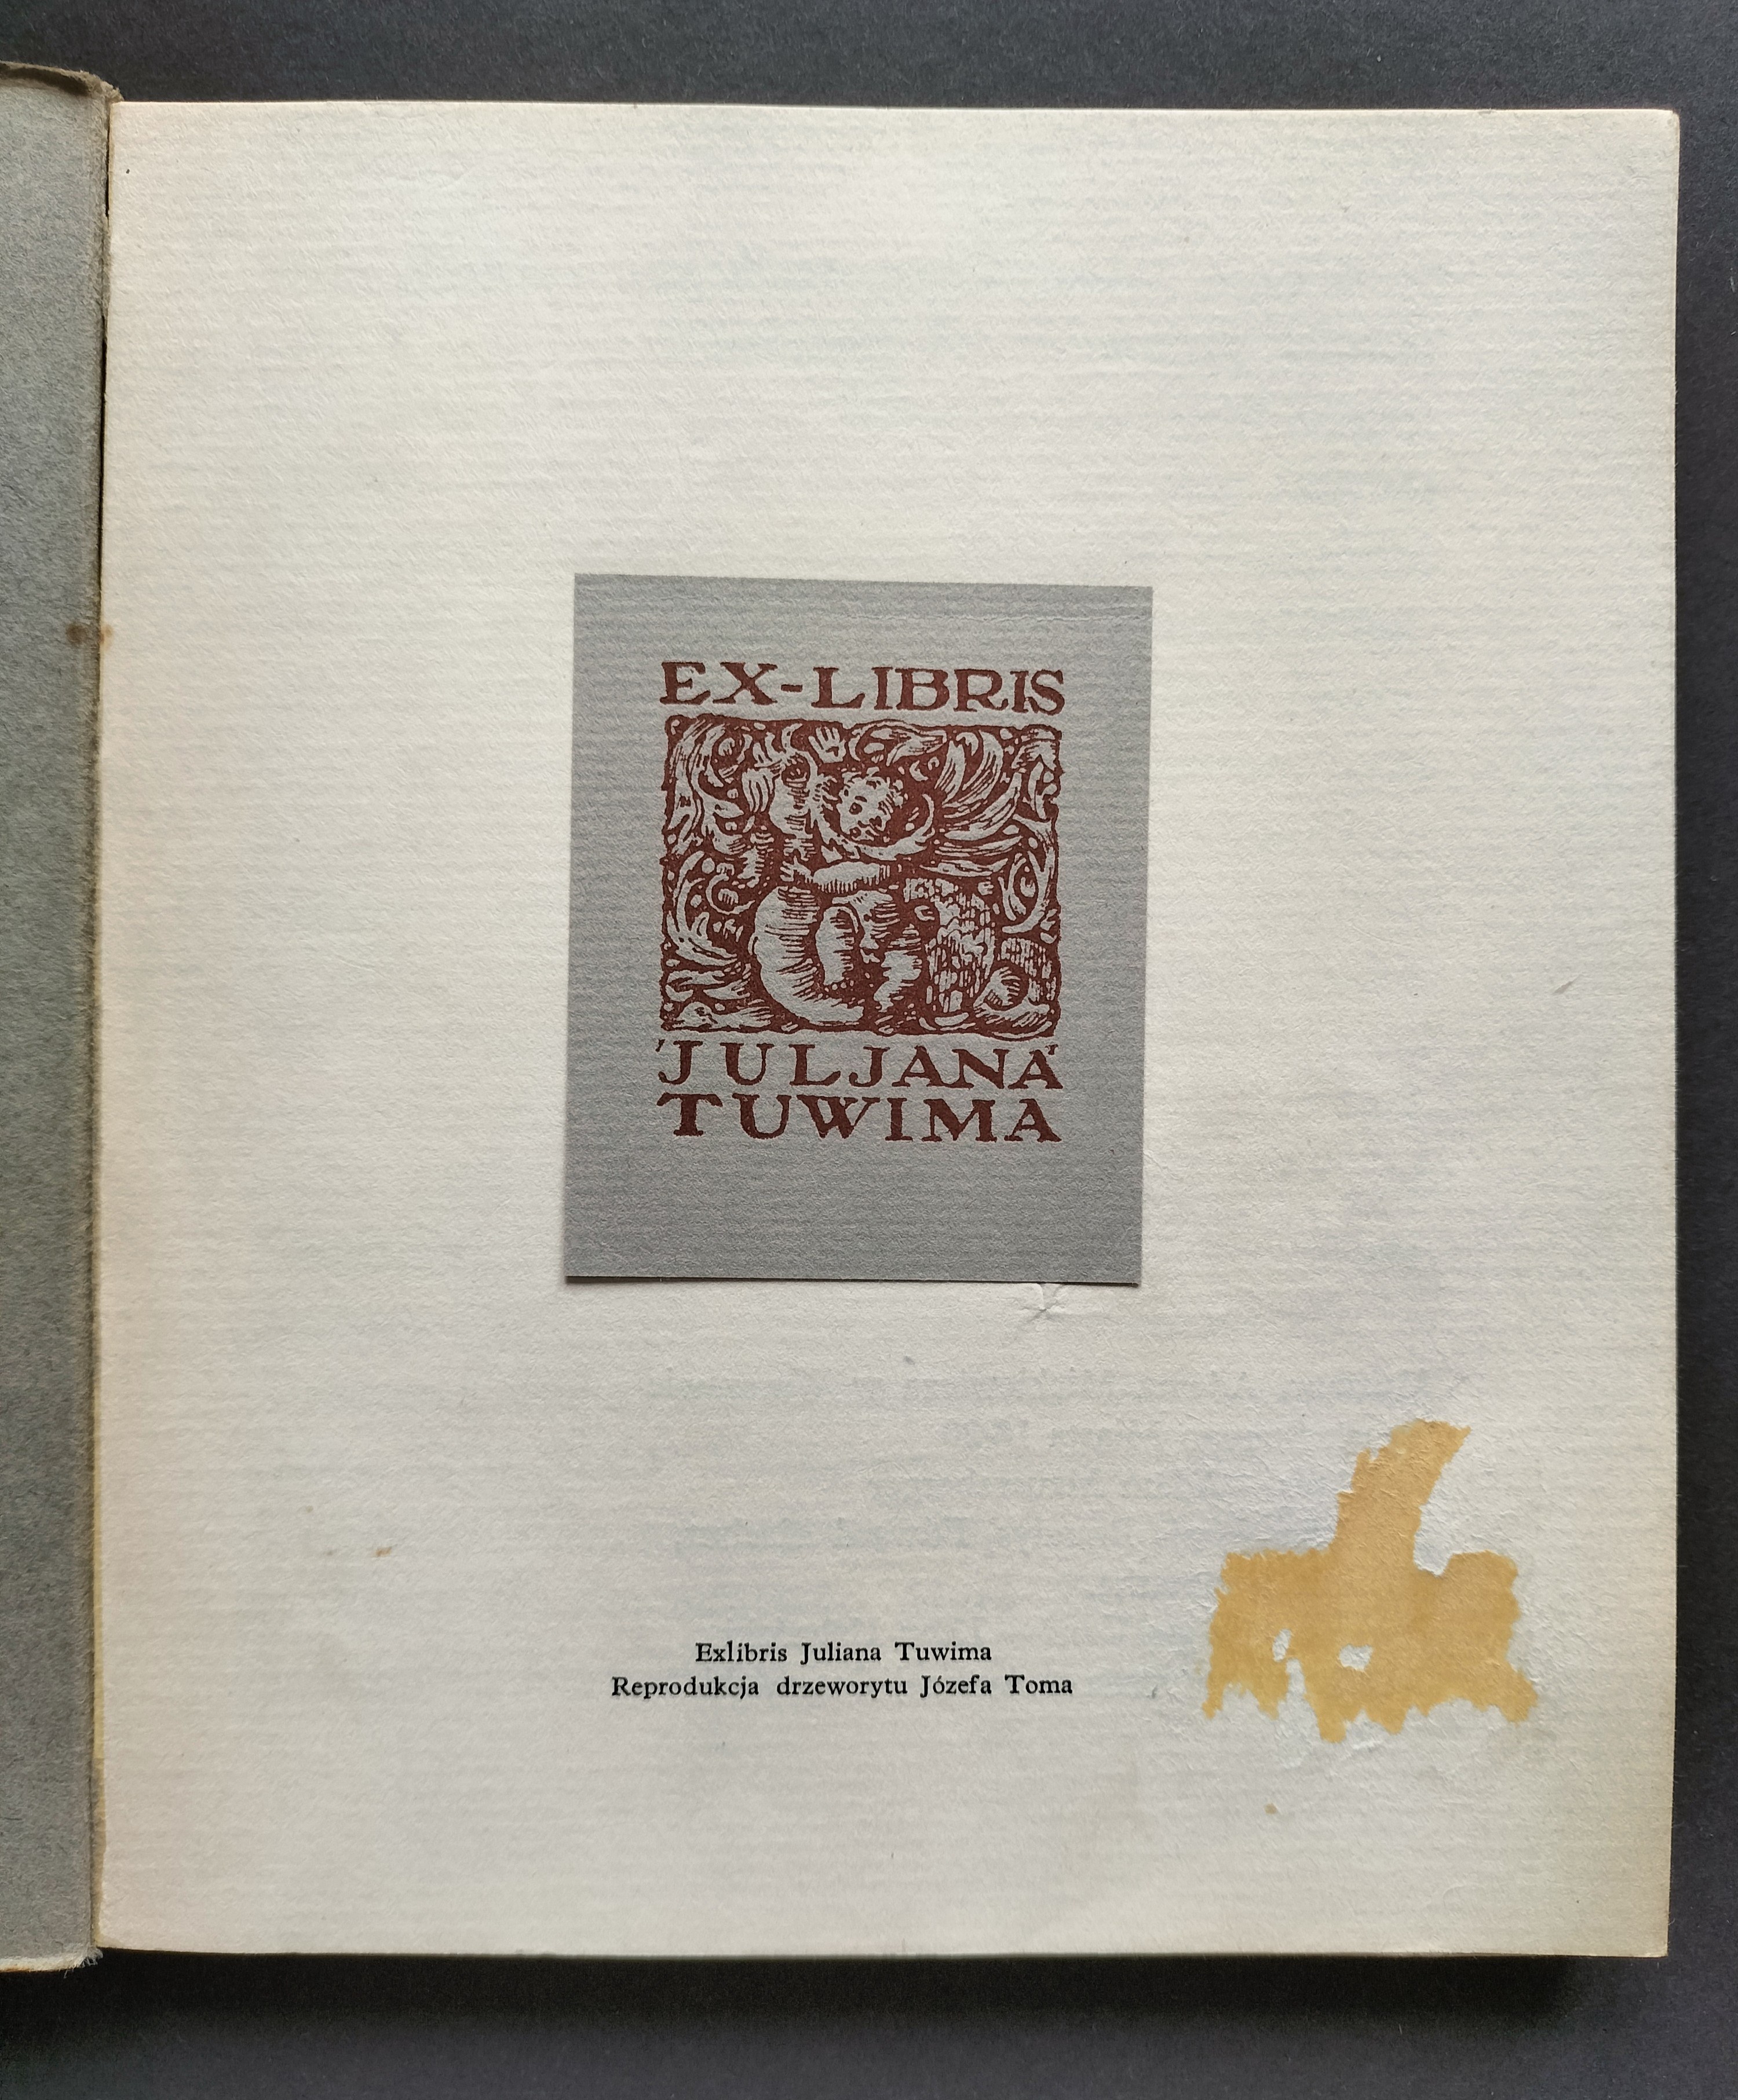 EX-LIBRIS
JULJANA
TUWIMA
Exlibris Juliana Tuwima
Reprodukcja drzeworytu Józefa Toma